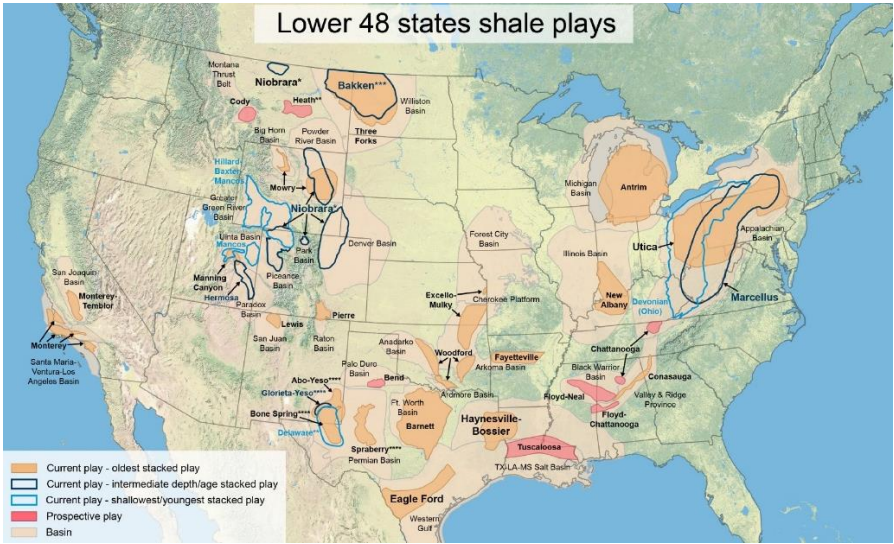 Lower 48 states shale plays
Montana
Thrust
Belt
Niobrara*
Bakken***
Cody
Heath**
Williston
Basin
Big Horn
Basin
Powder
River Basin
Three
Forks
Hilliard-
Baxter-
Mancos
Mowry
Greater
Green River
Basin
Niobrara*
Uinta Basin
Mancos
Park
Basin
Denver Basin
Manning
Canyon
Piceance
Basin
Hermosa
Paradox
Basin
San Joaquin
Basin
Monterey-
Temblor
Monterey
Santa Maria-
Ventura-Los
Angeles Basin
Lewis
Pierre
San Juan
Basin
Raton
Basin
Forest City
Basin
Excello-
Mulky
Cherokee Platform
Anadarko
Basin
Woodford
Fayetteville
Arkoma Basin
Palo Duro
Basin
Bend
Ardmore Basin
Abo-Yeso****
Glorieta-Yeso****
Bone Spring****
Delaware**
Ft. Worth
Basin
Barnett
Spraberry****
Permian Basin
Haynesville-
Bossier
Tuscaloosa
TX-LA-MS Salt Basin
Eagle Ford
Western
Gulf
Michigan
Basin
Antrim
Illinois Basin
New
Albany
Utica
Appalachian
Basin
Devonian
(Ohio)
Marcellus
Chattanooga
Black Warrior
Basin
Conasauga
Floyd-Neal
Valley & Ridge
Province
Floyd-
Chattanooga
Current play - oldest stacked play
Current play - intermediate depth/age stacked play
Current play - shallowest/youngest stacked play
Prospective play
Basin